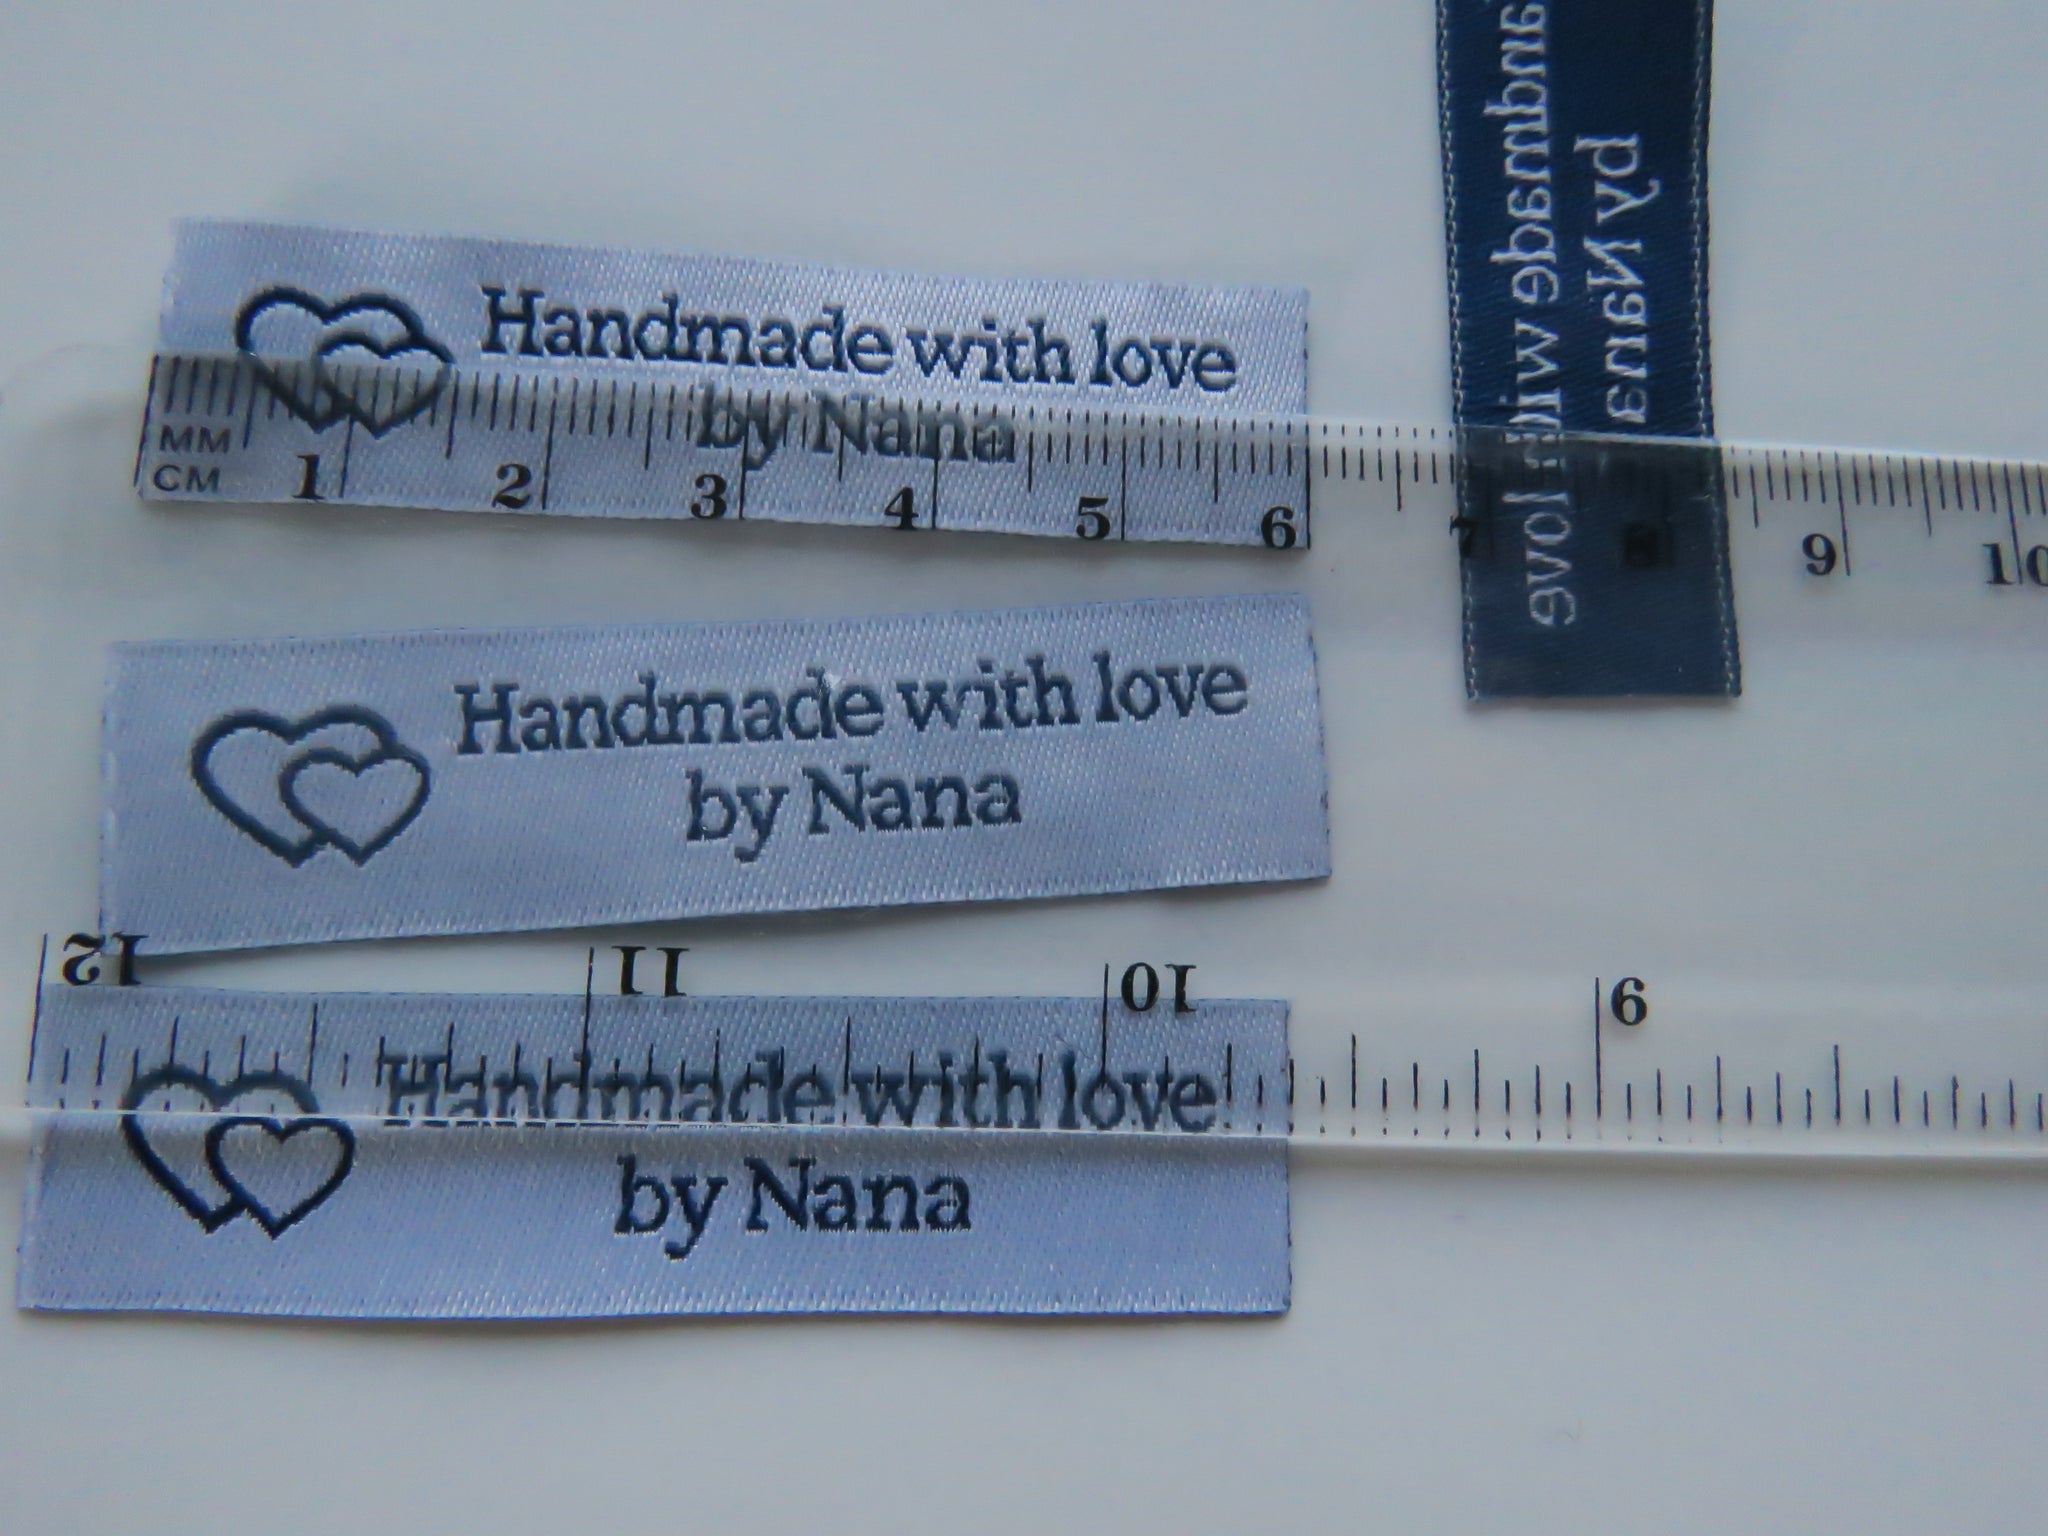 Handmade with love
by Nana
MM
CM
1 2 3 4 5 6 7 8 9 10
Handmade with love
by Nana
12 11 10 9
Handmade with love
by Nana
andmade with love
by Nana